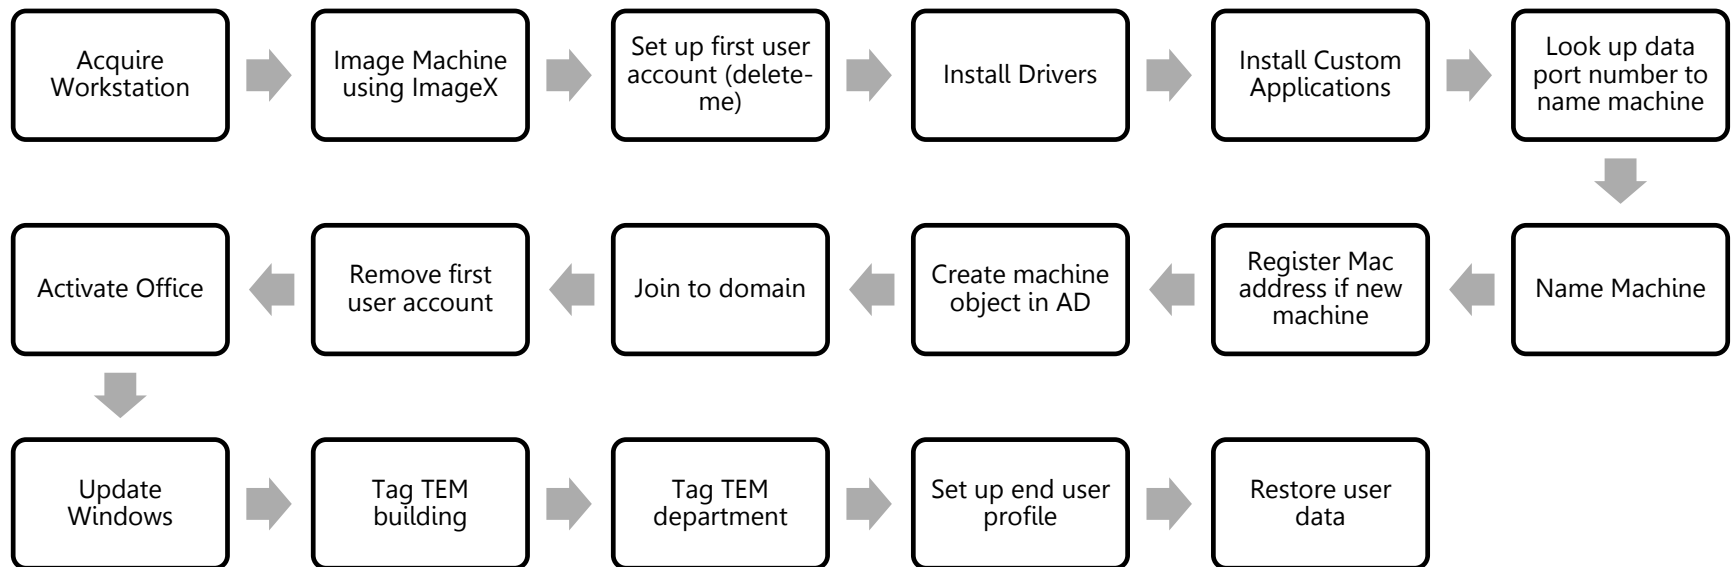 Acquire
Workstation
Image Machine
using ImageX
Set up first user
account (delete-
me)
Install Drivers
Install Custom
Applications
Look up data
port number to
name machine
Name Machine
Register Mac
address if new
machine
Create machine
object in AD
Join to domain
Remove first
user account
Activate Office
Update
Windows
Tag TEM
building
Tag TEM
department
Set up end user
profile
Restore user
data